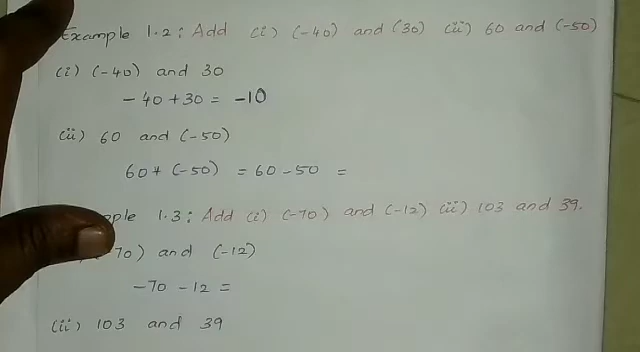 Example 1.2: Add (i) (-40) and (30) (ii) 60 and (-50)
(i) (-40) and 30
-40+30 = -10
(ii) 60 and (-50)
60+(-50) = 60-50 =
ple 1.3: Add (i) (-70) and (-12) (ii) 103 and 39.
70) and (-12)
-70 -12 =
(ii) 103 and 39